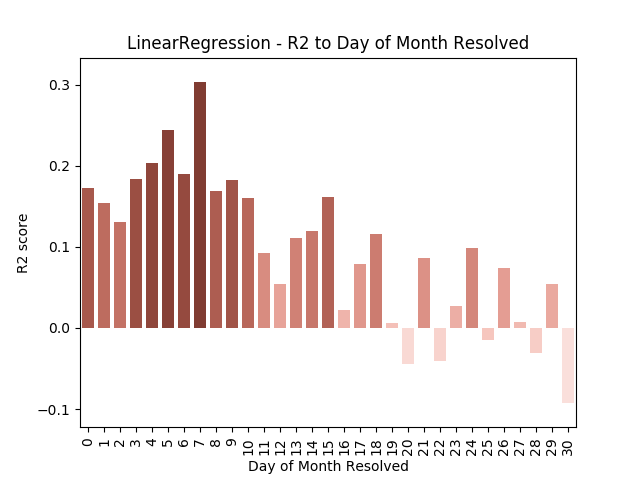 LinearRegression - R2 to Day of Month Resolved
0.3
0.2
0.1
0.0
−0.1
R2 score
0 1 2 3 4 5 6 7 8 9 10 11 12 13 14 15 16 17 18 19 20 21 22 23 24 25 26 27 28 29 30
Day of Month Resolved